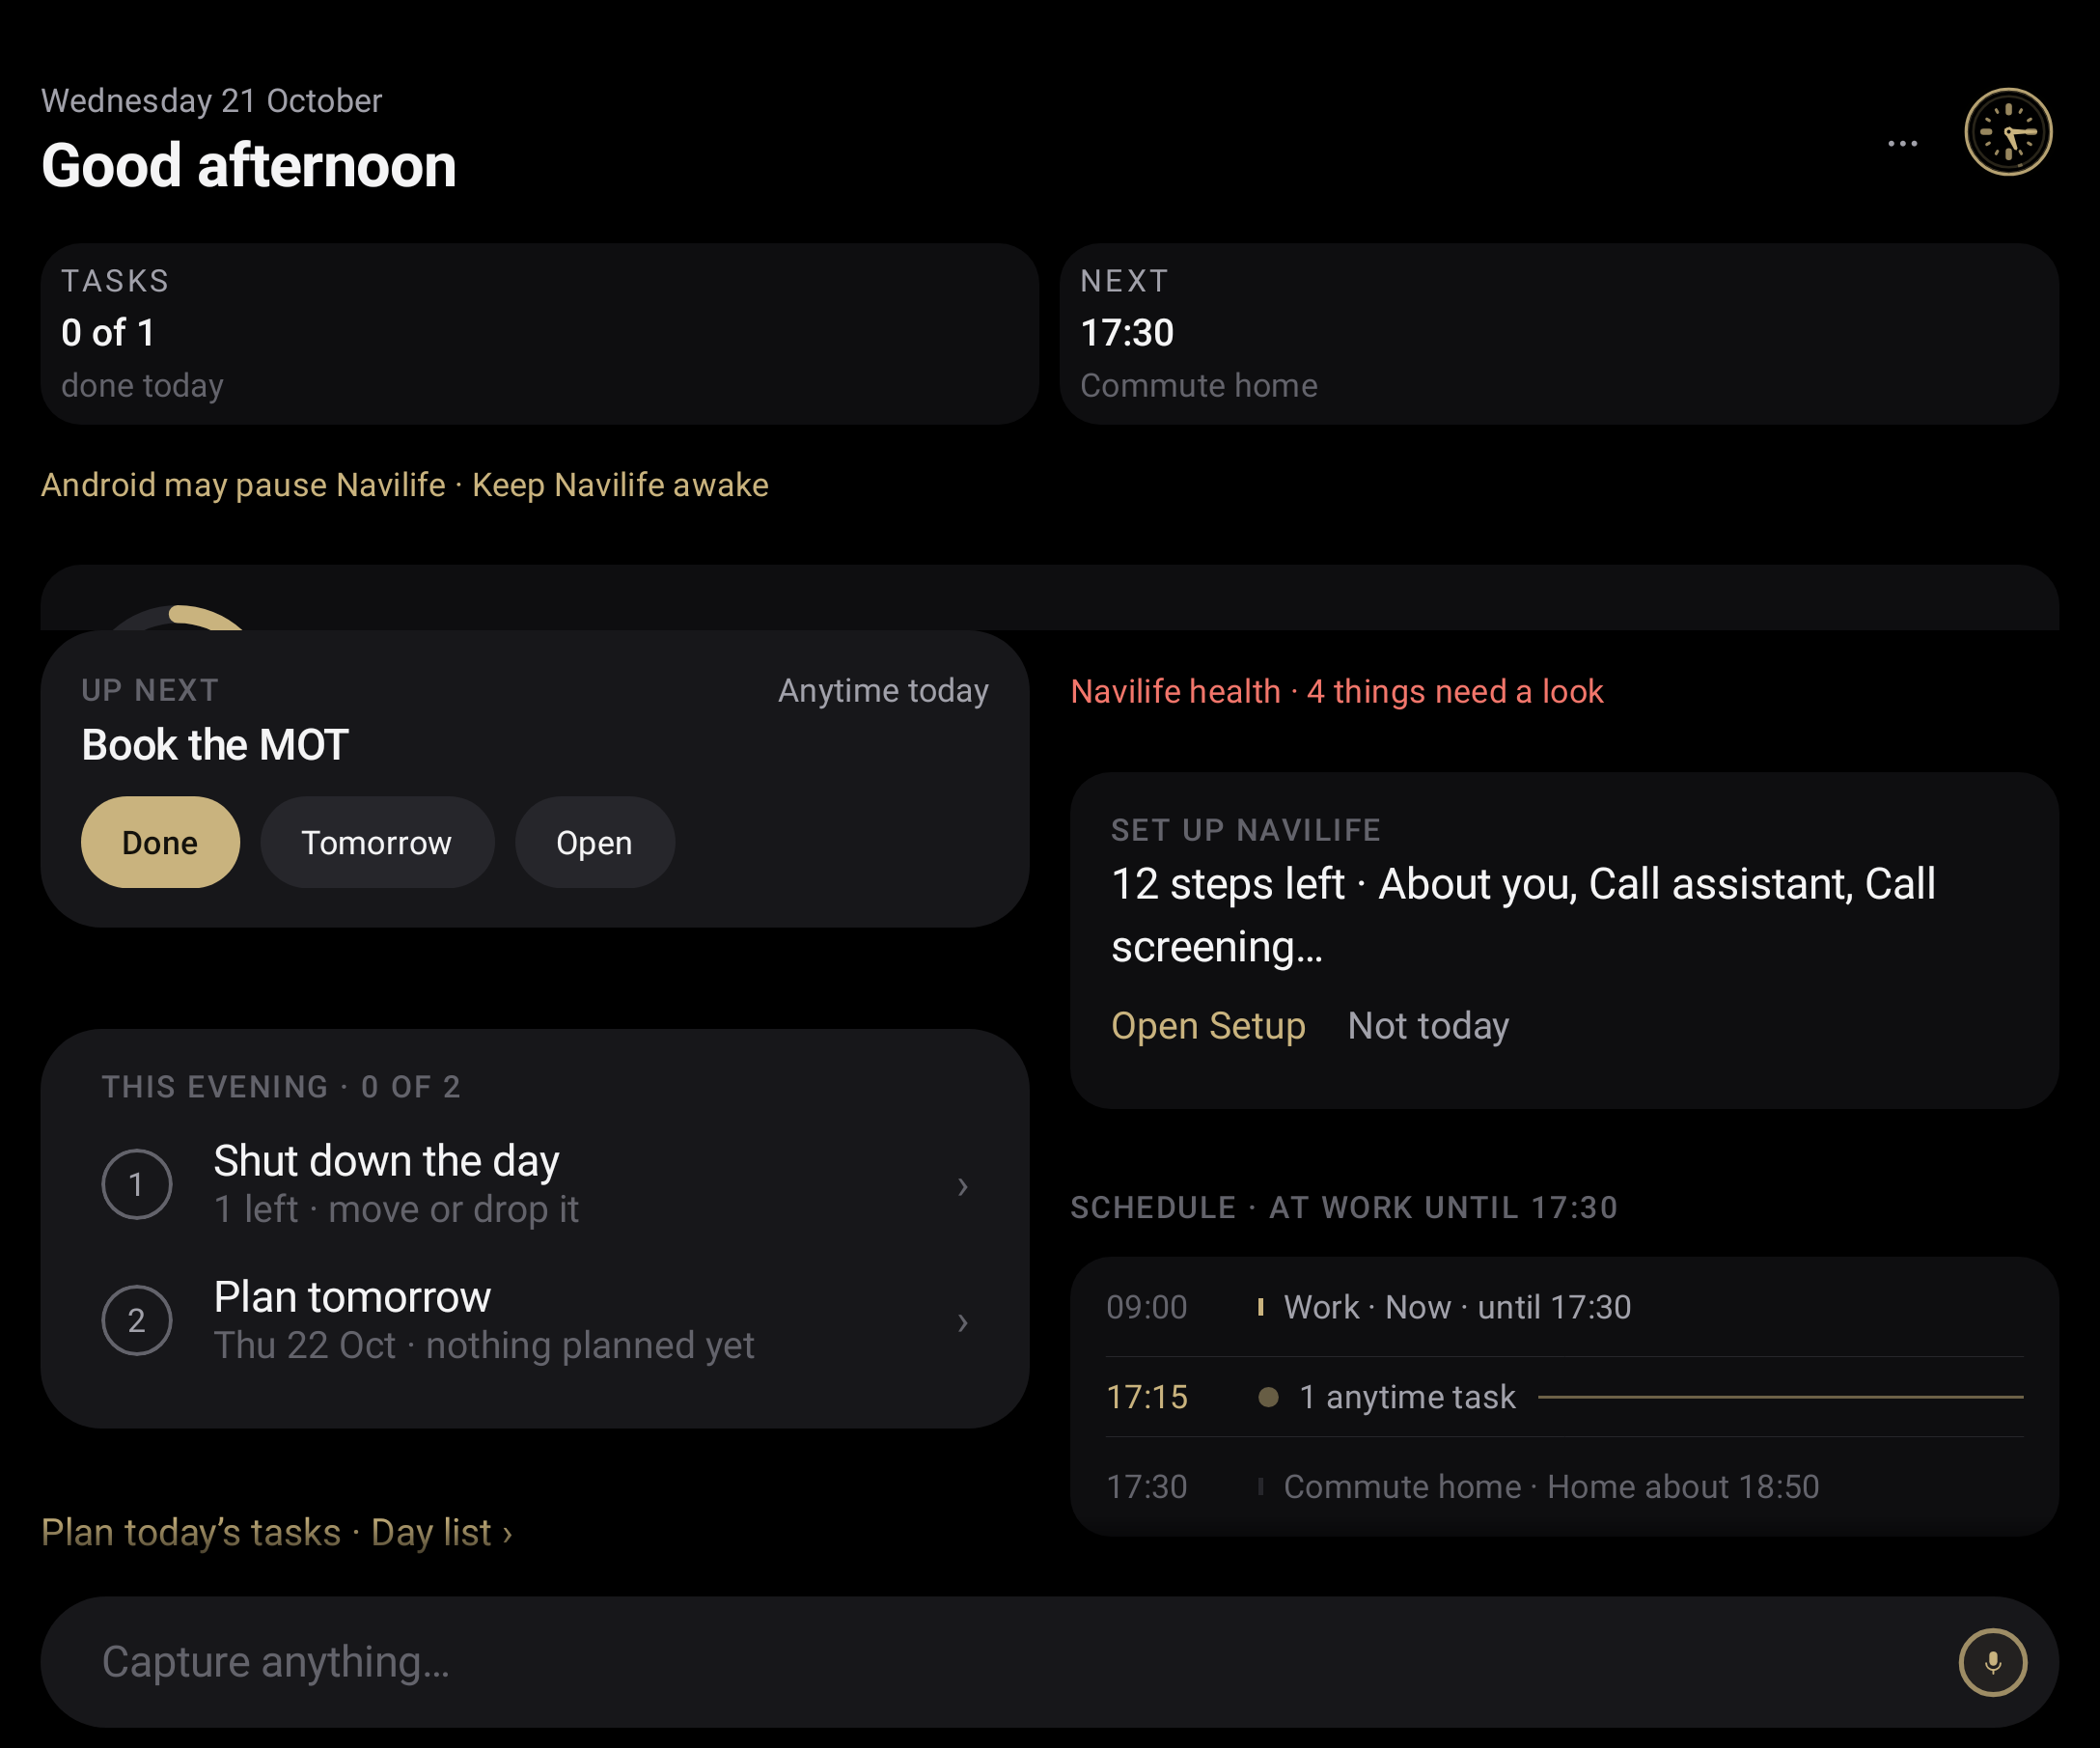 Wednesday 21 October
Good afternoon
TASKS
0 of 1
done today
NEXT
17:30
Commute home
Android may pause Navilife · Keep Navilife awake
UP NEXT
Anytime today
Book the MOT
Done
Tomorrow
Open
THIS EVENING · 0 OF 2
1
Shut down the day
1 left · move or drop it
2
Plan tomorrow
Thu 22 Oct · nothing planned yet
Plan today’s tasks · Day list ›
Navilife health · 4 things need a look
SET UP NAVILIFE
12 steps left · About you, Call assistant, Call
screening…
Open Setup
Not today
SCHEDULE · AT WORK UNTIL 17:30
09:00 Work · Now · until 17:30
17:15 1 anytime task
17:30 Commute home · Home about 18:50
Capture anything…